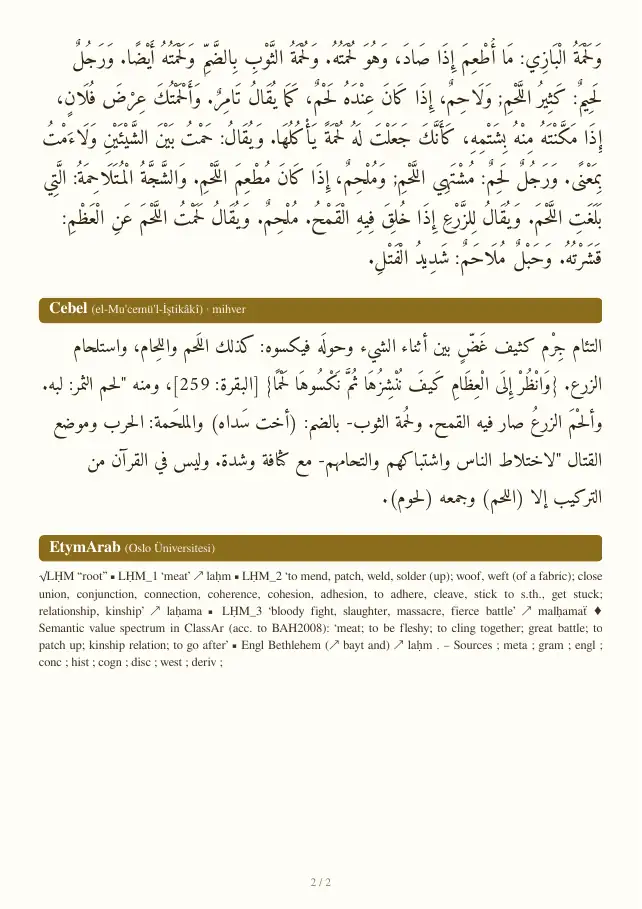 وَلَحْمَةُ الْبَازِي: مَا أُطْعِمَ إِذَا صَادَ، وَهُوَ لُحْمَتُهُ. وَلُحْمَةُ الثَّوْبِ بِالضَّمِّ وَلَحْمَتُهُ أَيْضًا. وَرَجُلٌ
لَحِيمٌ: كَثِيرُ اللَّحْمِ; وَلَاحِمٌ، إِذَا كَانَ عِنْدَهُ لَحْمٌ، كَمَا يُقَالُ تَامِرٌ. وَأَلْحَمْتُكَ عِرْضَ فُلَانٍ،
إِذَا مَكَّنْتَهُ مِنْهُ بِشَتْمِهِ، كَأَنَّكَ جَعَلْتَ لَهُ لُحْمَةً يَأْكُلُهَا. وَيُقَالُ: لَحَمْتُ بَيْنَ الشَّيْئَيْنِ وَلَاءَمْتُ
بِمَعْنًى. وَرَجُلٌ لَحِمٌ: مُشْتَهِي اللَّحْمِ; وَمُلْحِمٌ، إِذَا كَانَ مُطْعِمَ اللَّحْمِ. وَالشَّجَّةُ الْمُتَلَاحِمَةُ: الَّتِي
بَلَغَتِ اللَّحْمَ. وَيُقَالُ لِلزَّرْعِ إِذَا خُلِقَ فِيهِ الْقَمْحُ. مُلْحِمٌ. وَيُقَالُ لَحَمْتُ اللَّحْمَ عَنِ الْعَظْمِ:
قَشَرْتُهُ. وَحَبْلٌ مُلَاحَمٌ: شَدِيدُ الْفَتْلِ.
Cebel (el-Mu'cemü'l-İştikâkî) · mihver
التئام جِرْم كثيف غَضٍّ بين أثناء الشيء وحولَه فيكسوه: كذلك اللَحم واللِحام، واستلحام
الزرع. {وَانْظُرْ إِلَى الْعِظَامِ كَيفَ نُنْشِزُهَا ثُمَّ نَكْسُوهَا لَحْمًا} [البقرة: 259]، ومنه "لحم الثمر: لبه.
وألحْمَ الزرعُ صار فيه القمح. ولُحمة الثوب- بالضم: (أخت سَداه) والملحَمة: الحرب وموضع
القتال "لاختلاط الناس واشتباكهم والتحامهم- مع كثافة وشدة. وليس في القرآن من
التركيب إلا (اللحم) وجمعه (لحوم).
EtymArab (Oslo Üniversitesi)
√LḤM “root” ▪ LḤM_1 ‘meat’ ↗ laḥm ▪ LḤM_2 ‘to mend, patch, weld, solder (up); woof, weft (of a fabric); close
union, conjunction, connection, coherence, cohesion, adhesion, to adhere, cleave, stick to s.th., get stuck;
relationship, kinship’ ↗ laḥama ▪ LḤM_3 ‘bloody fight, slaughter, massacre, fierce battle’ ↗ malḥamaẗ ♦
Semantic value spectrum in ClassAr (acc. to BAH2008): ‘meat; to be fleshy; to cling together; great battle; to
patch up; kinship relation; to go after’ ▪ Engl Bethlehem (↗ bayt and) ↗ laḥm . – Sources ; meta ; gram ; engl ;
conc ; hist ; cogn ; disc ; west ; deriv ;
2 / 2